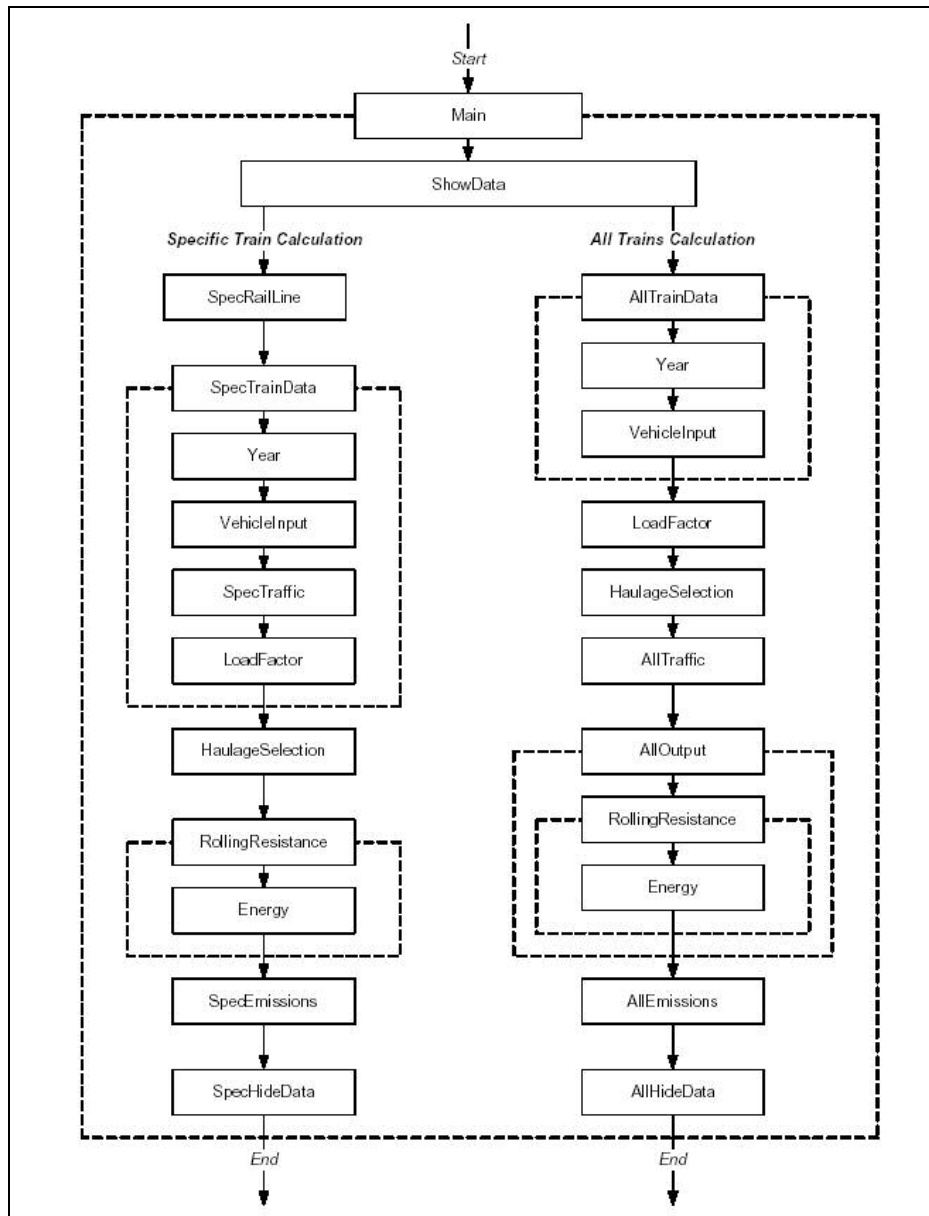 Start
Main
ShowData
Specific Train Calculation
SpecRailLine
SpecTrainData
Year
VehicleInput
SpecTraffic
LoadFactor
HaulageSelection
RollingResistance
Energy
SpecEmissions
SpecHideData
End
All Trains Calculation
AllTrainData
Year
VehicleInput
LoadFactor
HaulageSelection
AllTraffic
AllOutput
RollingResistance
Energy
AllEmissions
AllHideData
End